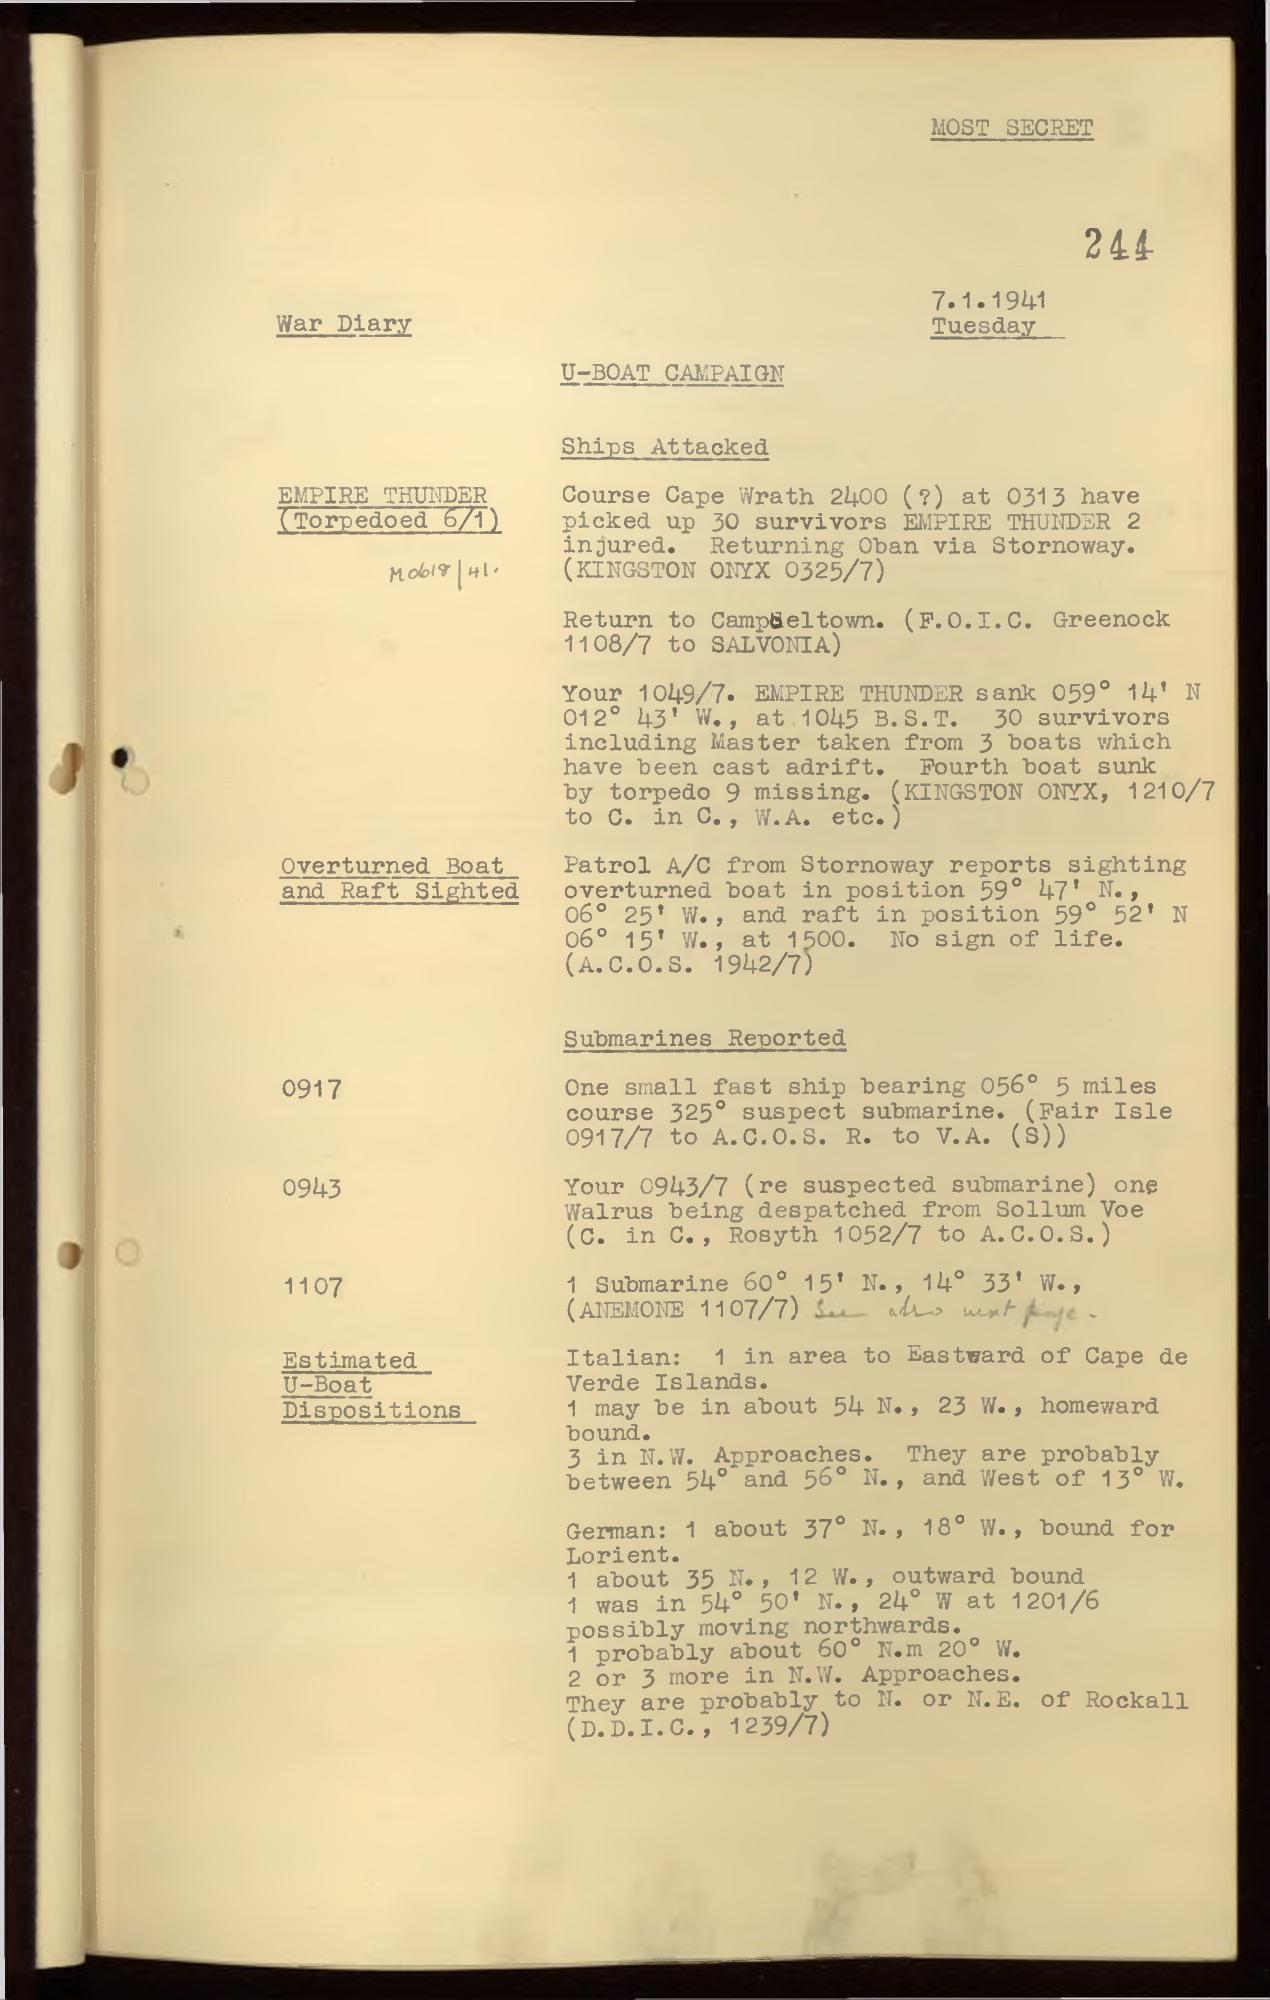 MOST SECRET
244
7.1.1941
War Diary
Tuesday
U-BOAT CAMPAIGN
Ships Attacked
EMPIRE THUNDER
(Torpedoed 6/1)
M0618/41.
Course Cape Wrath 2400 (?) at 0313 have
picked up 30 survivors EMPIRE THUNDER 2
injured. Returning Oban via Stornoway.
(KINGSTON ONYX 0325/7)
Return to Campbeltown. (F.O.I.C. Greenock
1108/7 to SALVONIA)
Your 1049/7. EMPIRE THUNDER sank 059° 14' N
012° 43' W., at 1045 B.S.T. 30 survivors
including Master taken from 3 boats which
have been cast adrift. Fourth boat sunk
by torpedo 9 missing. (KINGSTON ONYX, 1210/7
to C. in C., W.A. etc.)
Overturned Boat
and Raft Sighted
Patrol A/C from Stornoway reports sighting
overturned boat in position 59° 47' N.,
06° 25' W., and raft in position 59° 52' N
06° 15' W., at 1500. No sign of life.
(A.C.O.S. 1942/7)
Submarines Reported
0917
One small fast ship bearing 056° 5 miles
course 325° suspect submarine. (Fair Isle
0917/7 to A.C.O.S. R. to V.A. (S))
0943
Your 0943/7 (re suspected submarine) one
Walrus being despatched from Sollum Voe
(C. in C., Rosyth 1052/7 to A.C.O.S.)
1107
1 Submarine 60° 15' N., 14° 33' W.,
(ANEMONE 1107/7) See also next page.
Estimated
U-Boat
Dispositions
Italian: 1 in area to Eastward of Cape de
Verde Islands.
1 may be in about 54 N., 23 W., homeward
bound.
3 in N.W. Approaches. They are probably
between 54° and 56° N., and West of 13° W.
German: 1 about 37° N., 18° W., bound for
Lorient.
1 about 35 N., 12 W., outward bound
1 was in 54° 50' N., 24° W at 1201/6
possibly moving northwards.
1 probably about 60° N.m 20° W.
2 or 3 more in N.W. Approaches.
They are probably to N. or N.E. of Rockall
(D.D.I.C., 1239/7)